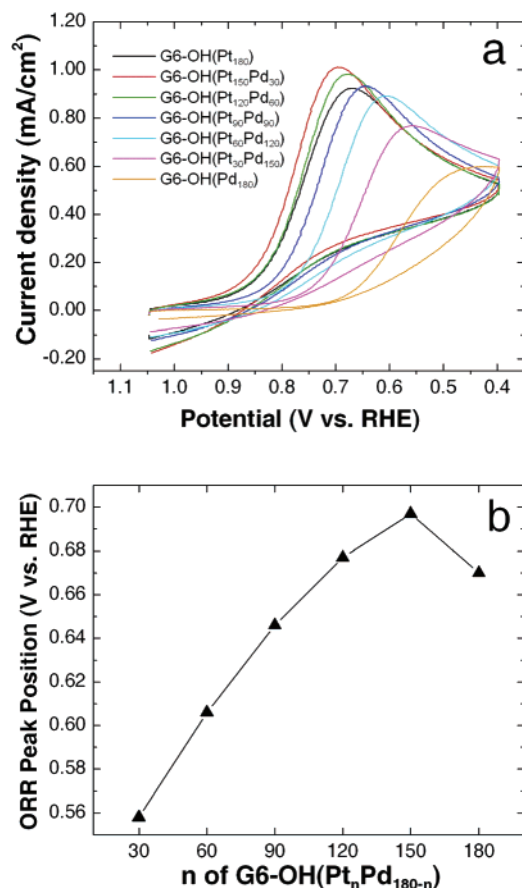 a
Current density (mA/cm²)
1.20
1.00
0.80
0.60
0.40
0.20
0.00
-0.20
G6-OH(Pt₁₈₀)
G6-OH(Pt₁₅₀Pd₃₀)
G6-OH(Pt₁₂₀Pd₆₀)
G6-OH(Pt₉₀Pd₉₀)
G6-OH(Pt₆₀Pd₁₂₀)
G6-OH(Pt₃₀Pd₁₅₀)
G6-OH(Pd₁₈₀)
1.1 1.0 0.9 0.8 0.7 0.6 0.5 0.4
Potential (V vs. RHE)
b
ORR Peak Position (V vs. RHE)
0.70
0.68
0.66
0.64
0.62
0.60
0.58
0.56
30 60 90 120 150 180
n of G6-OH(PtₙPd₁₈₀₋ₙ)